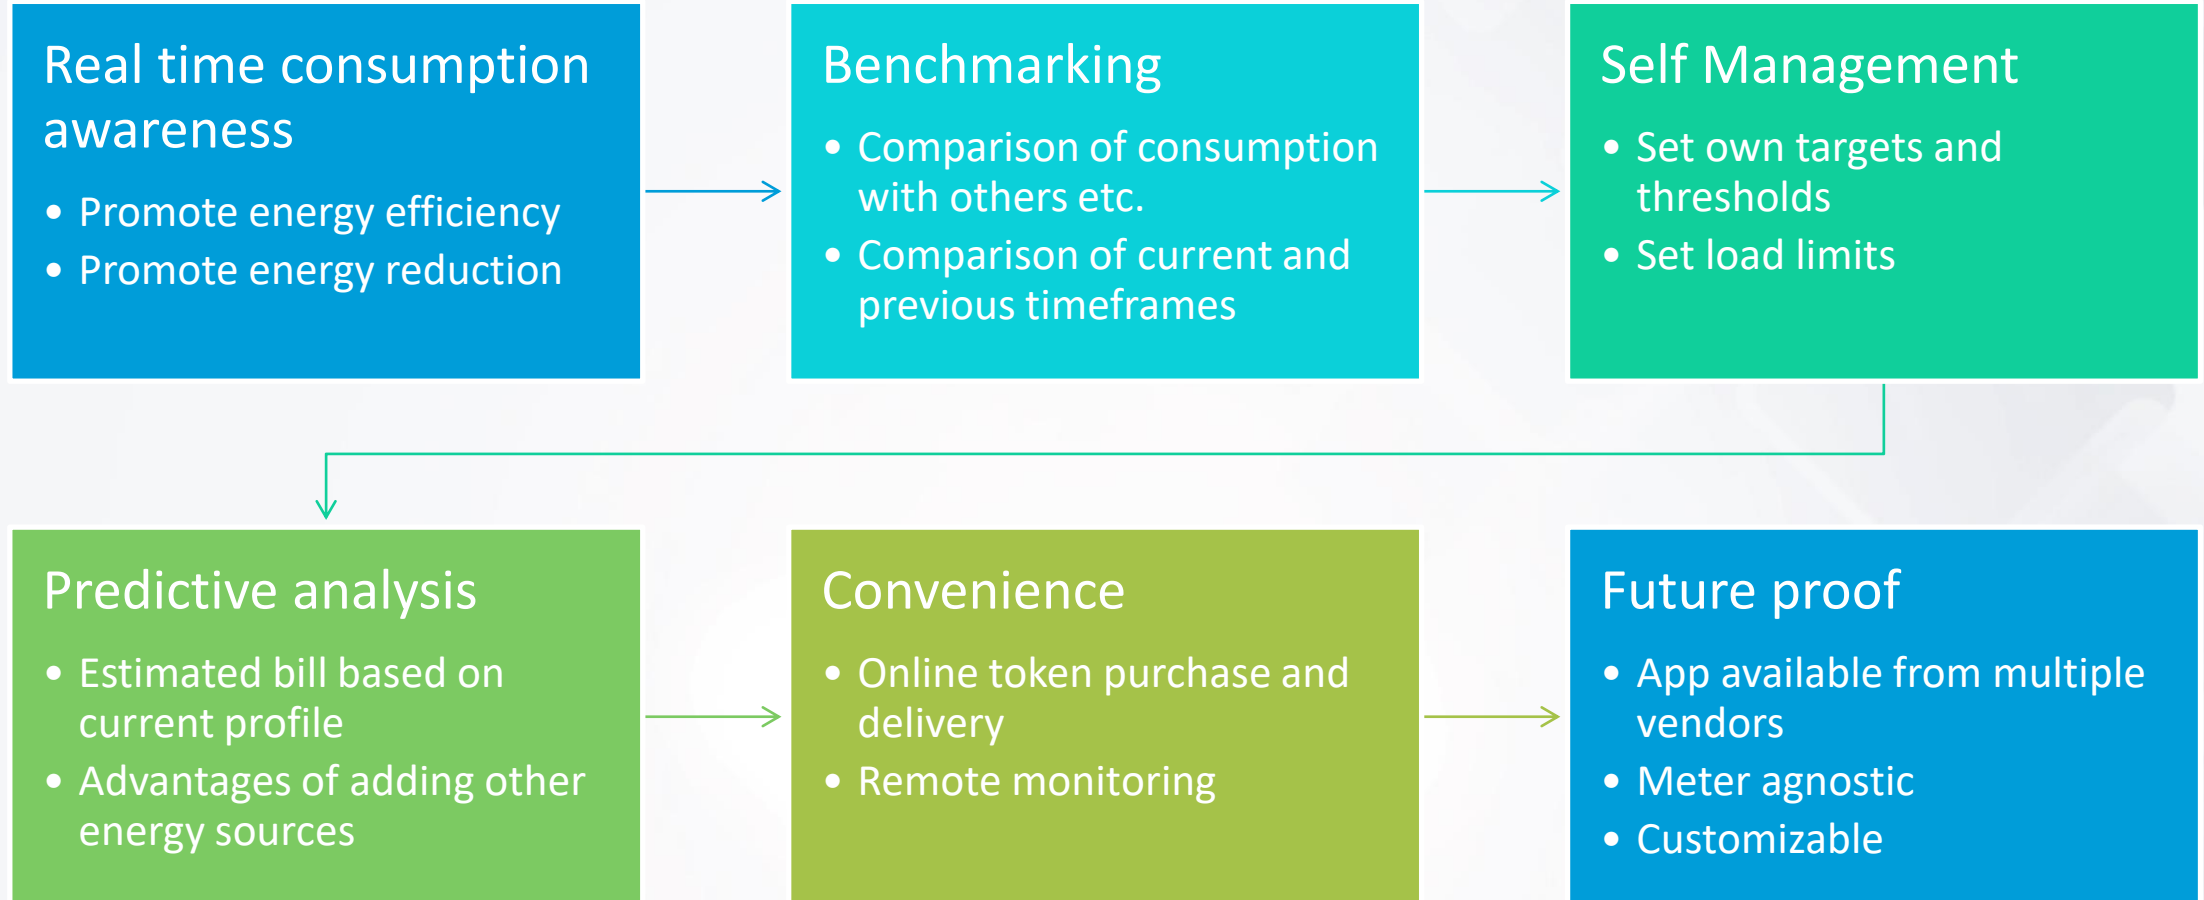 Real time consumption
awareness
• Promote energy efficiency
• Promote energy reduction
Benchmarking
• Comparison of consumption
with others etc.
• Comparison of current and
previous timeframes
Self Management
• Set own targets and
thresholds
• Set load limits
Predictive analysis
• Estimated bill based on
current profile
• Advantages of adding other
energy sources
Convenience
• Online token purchase and
delivery
• Remote monitoring
Future proof
• App available from multiple
vendors
• Meter agnostic
• Customizable